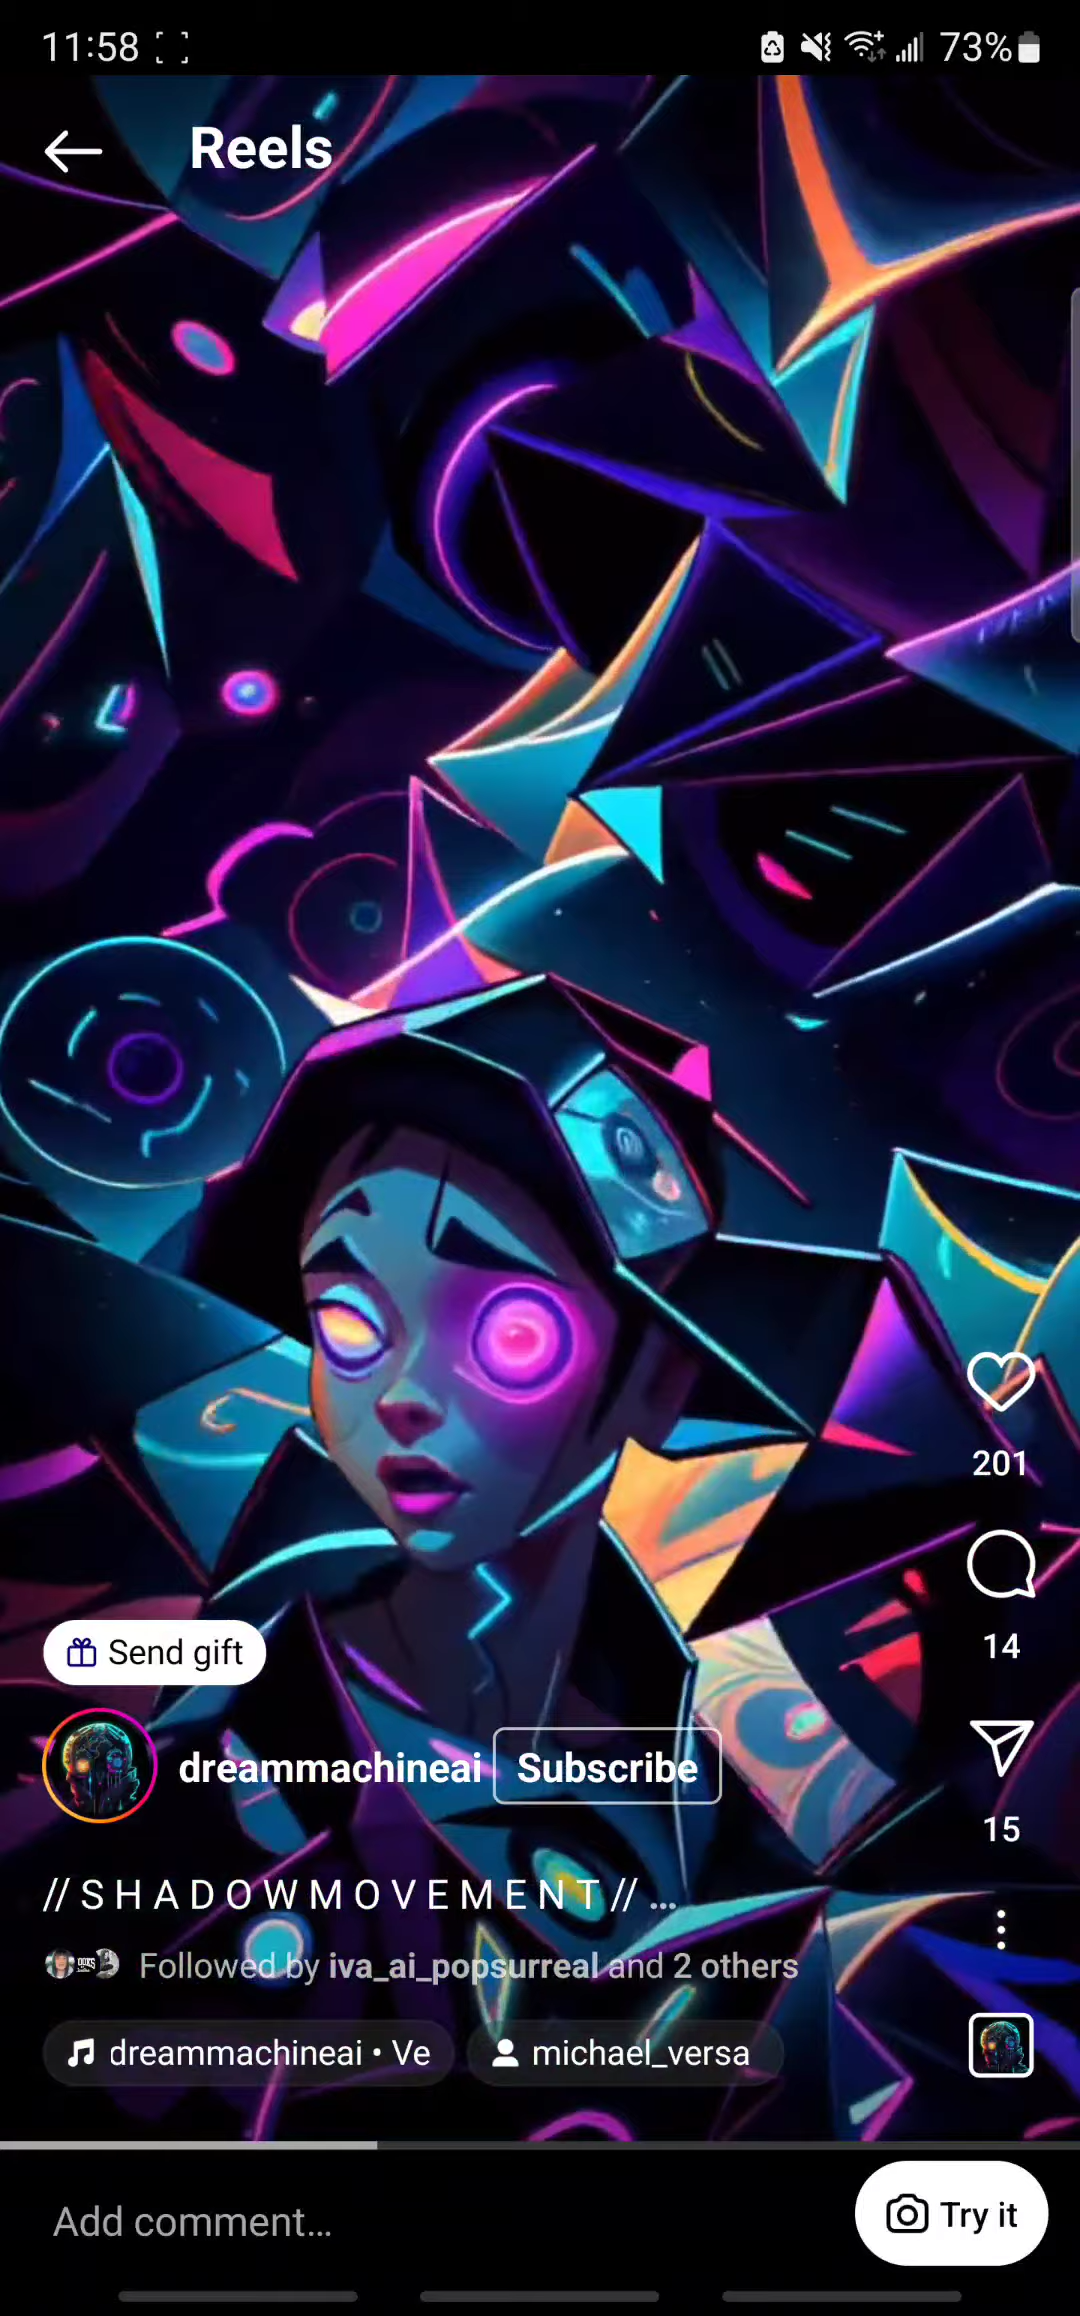 11:58
73%
Reels
201
14
Send gift
dreammachineai Subscribe
15
// S H A D O W M O V E M E N T // ...
Followed by iva_ai_popsurreal and 2 others
dreammachineai • Ve
michael_versa
Add comment...
Try it